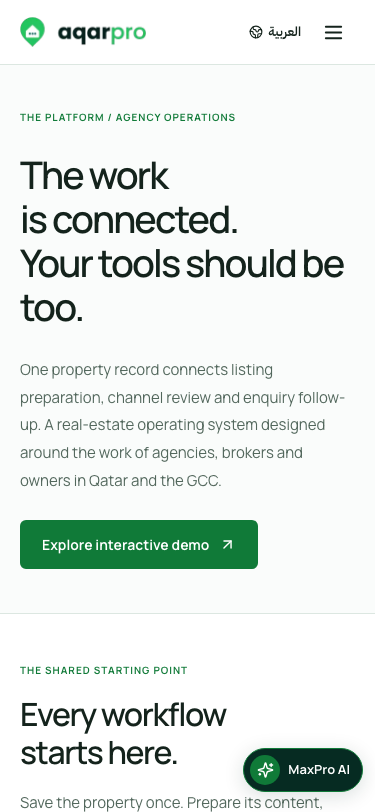 aqarpro
العربية
THE PLATFORM / AGENCY OPERATIONS
The work
is connected.
Your tools should be
too.
One property record connects listing
preparation, channel review and enquiry follow-
up. A real-estate operating system designed
around the work of agencies, brokers and
owners in Qatar and the GCC.
Explore interactive demo
THE SHARED STARTING POINT
Every workflow
starts here.
MaxPro AI
Save the property once. Prepare its content,